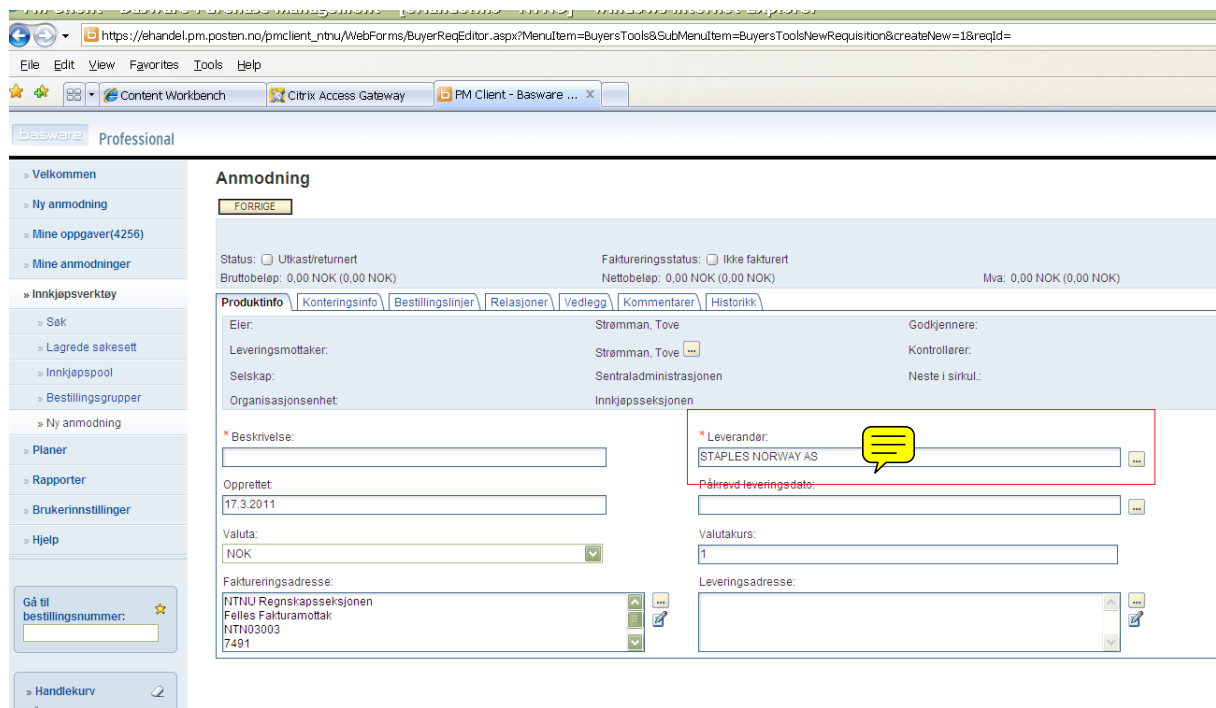 PM Client - Basware Purchase Management - [
https://ehandel.pm.posten.no/pmclient_ntnu/WebForms/BuyerReqEditor.aspx?MenuItem=BuyersTools&SubMenuItem=BuyersToolsNewRequisition&createNew=1&reqId=
File Edit View Favorites Tools Help
Content Workbench Citrix Access Gateway PM Client - Basware ... X
basware Professional
» Velkommen
» Ny anmodning
» Mine oppgaver(4256)
» Mine anmodninger
» Innkjøpsverktøy
» Søk
» Lagrede søkesett
» Innkjøpspool
» Bestillingsgrupper
» Ny anmodning
» Planer
» Rapporter
» Brukerinnstillinger
» Hjelp
Gå til
bestillingsnummer:
» Handlekurv
Anmodning
FORRIGE
Status: Utkast/returnert Faktureringsstatus: Ikke fakturert
Bruttobeløp: 0,00 NOK (0,00 NOK) Nettobeløp: 0,00 NOK (0,00 NOK) Mva: 0,00 NOK (0,00 NOK)
Produktinfo Konteringsinfo Bestillingslinjer Relasjoner Vedlegg Kommentarer Historikk
Eier: Strømman, Tove Godkjennere:
Leveringsmottaker: Strømman, Tove ... Kontrollører:
Selskap: Sentraladministrasjonen Neste i sirkul.:
Organisasjonsenhet: Innkjøpsseksjonen
* Beskrivelse: * Leverandør:
STAPLES NORWAY AS ...
Opprettet: Påkrevd leveringsdato:
17.3.2011 ...
Valuta: Valutakurs:
NOK 1
Faktureringsadresse: Leveringsadresse:
NTNU Regnskapsseksjonen ... ...
Felles Fakturamottak
NTN03003
7491